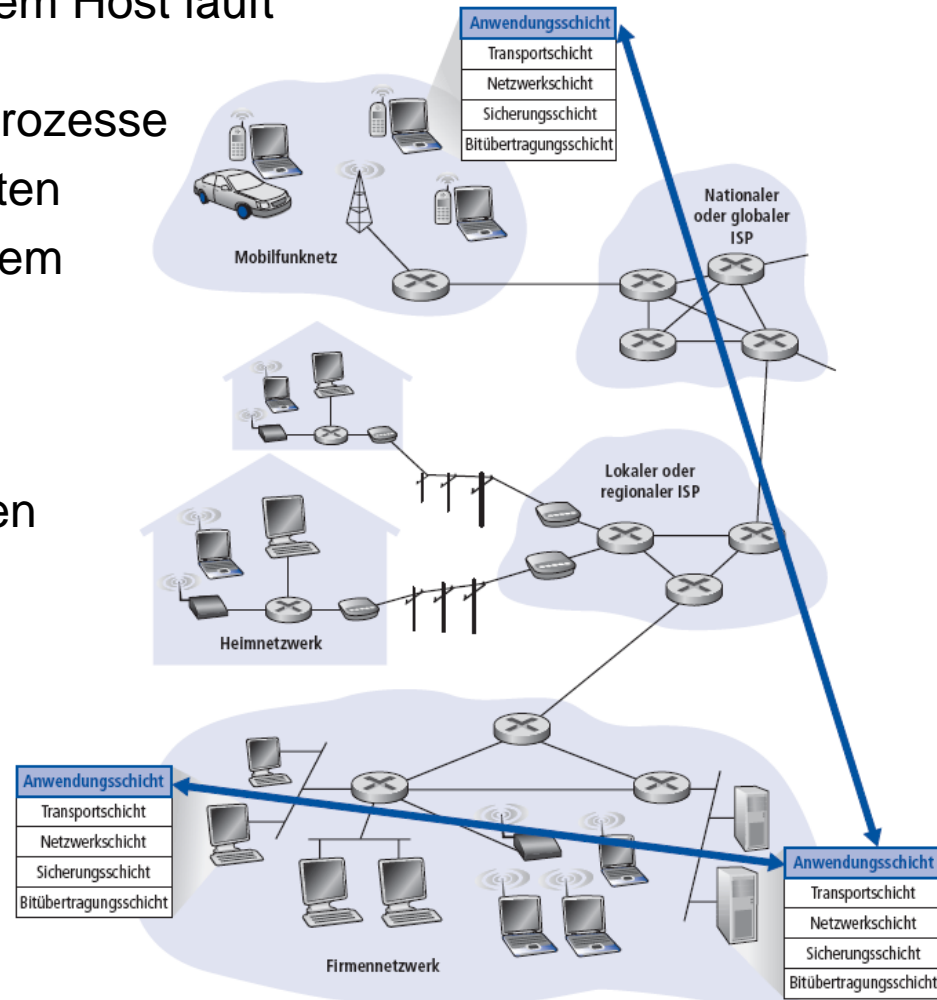 em Host läuft
rozesse
ten
em
en
Anwendungsschicht
Transportschicht
Netzwerkschicht
Sicherungsschicht
Bitübertragungsschicht
Mobilfunknetz
Nationaler
oder globaler
ISP
Lokaler oder
regionaler ISP
Heimnetzwerk
Anwendungsschicht
Transportschicht
Netzwerkschicht
Sicherungsschicht
Bitübertragungsschicht
Firmennetzwerk
Anwendungsschicht
Transportschicht
Netzwerkschicht
Sicherungsschicht
Bitübertragungsschicht